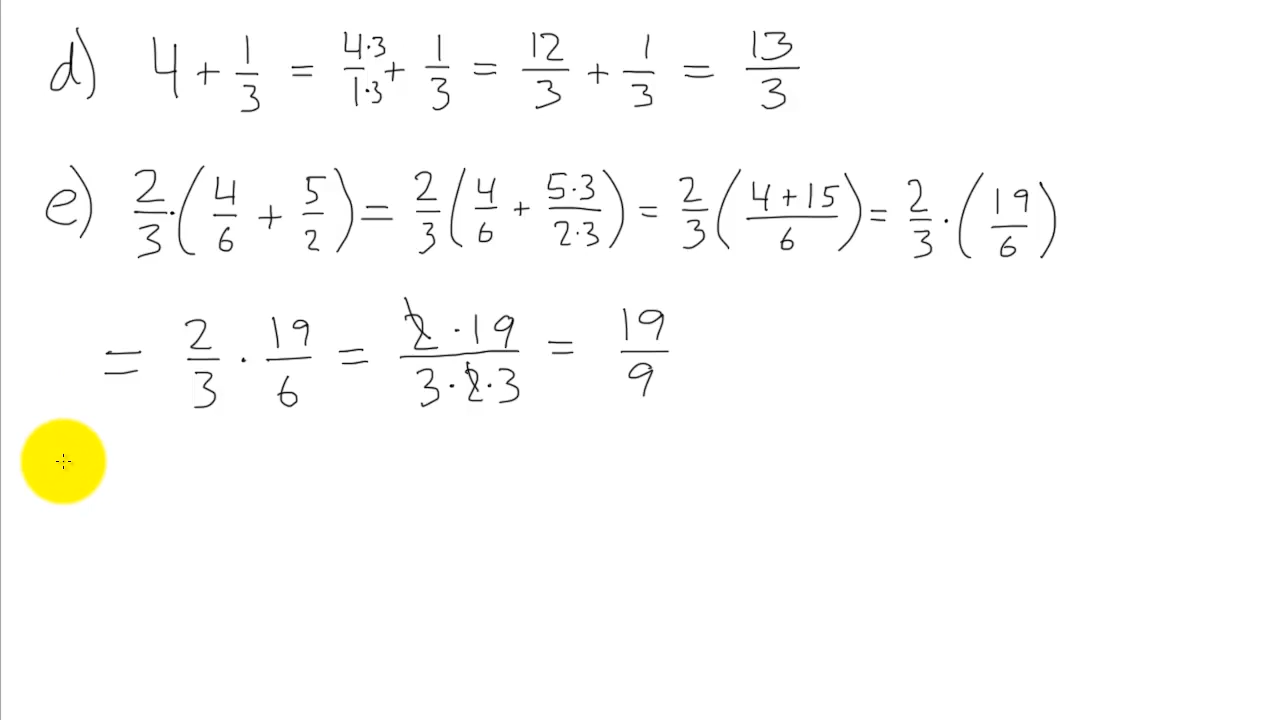 d) 4 + 1/3 = 4·3/1·3 + 1/3 = 12/3 + 1/3 = 13/3
e) 2/3 · (4/6 + 5/2) = 2/3 (4/6 + 5·3/2·3) = 2/3 (4+15/6) = 2/3 · (19/6)
= 2/3 · 19/6 = 2·19/3·2·3 = 19/9